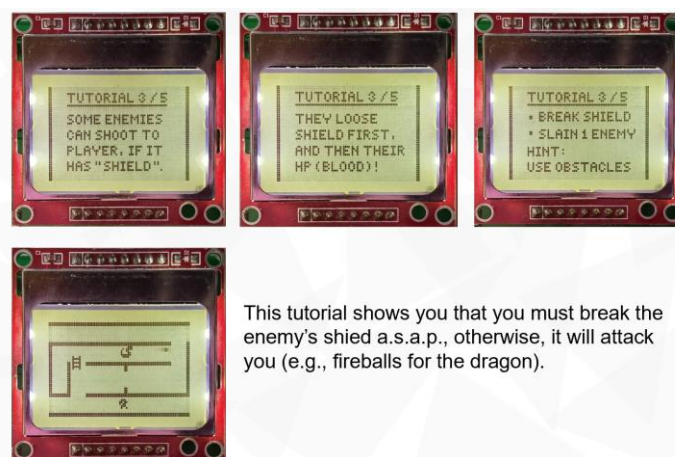 TUTORIAL 3/5
SOME ENEMIES
CAN SHOOT TO
PLAYER, IF IT
HAS "SHIELD".
TUTORIAL 3/5
THEY LOOSE
SHIELD FIRST,
AND THEN THEIR
HP (BLOOD)!
TUTORIAL 3/5
* BREAK SHIELD
* SLAIN 1 ENEMY
HINT:
USE OBSTACLES
This tutorial shows you that you must break the
enemy's shied a.s.a.p., otherwise, it will attack
you (e.g., fireballs for the dragon).